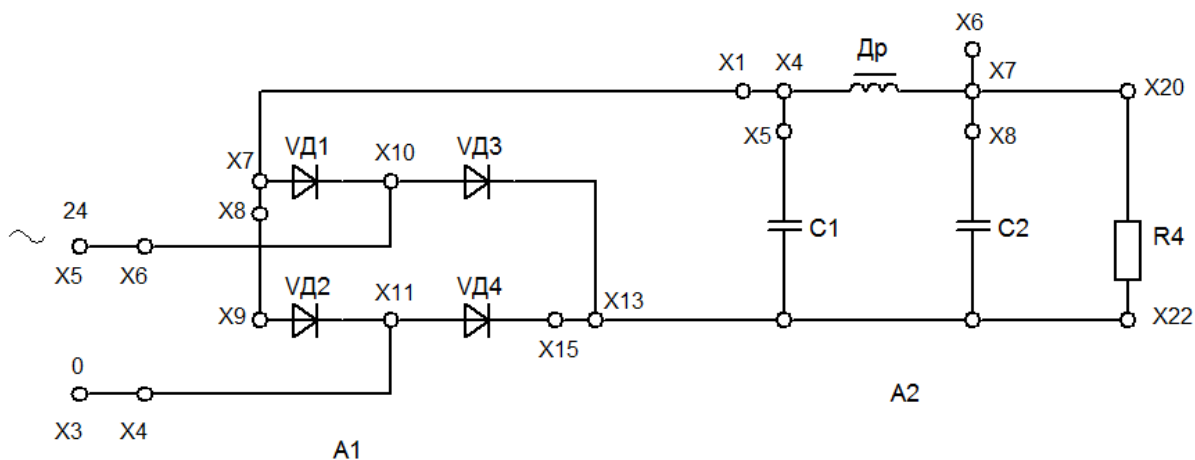 X6
X1 X4 Др X7 X20
X5 X8
VД1 X10 VД3
X7
24 X8
~
C1 C2 R4
X5 X6
VД2 X11 VД4 X13
X9 X22
X15
0
A2
X3 X4
A1